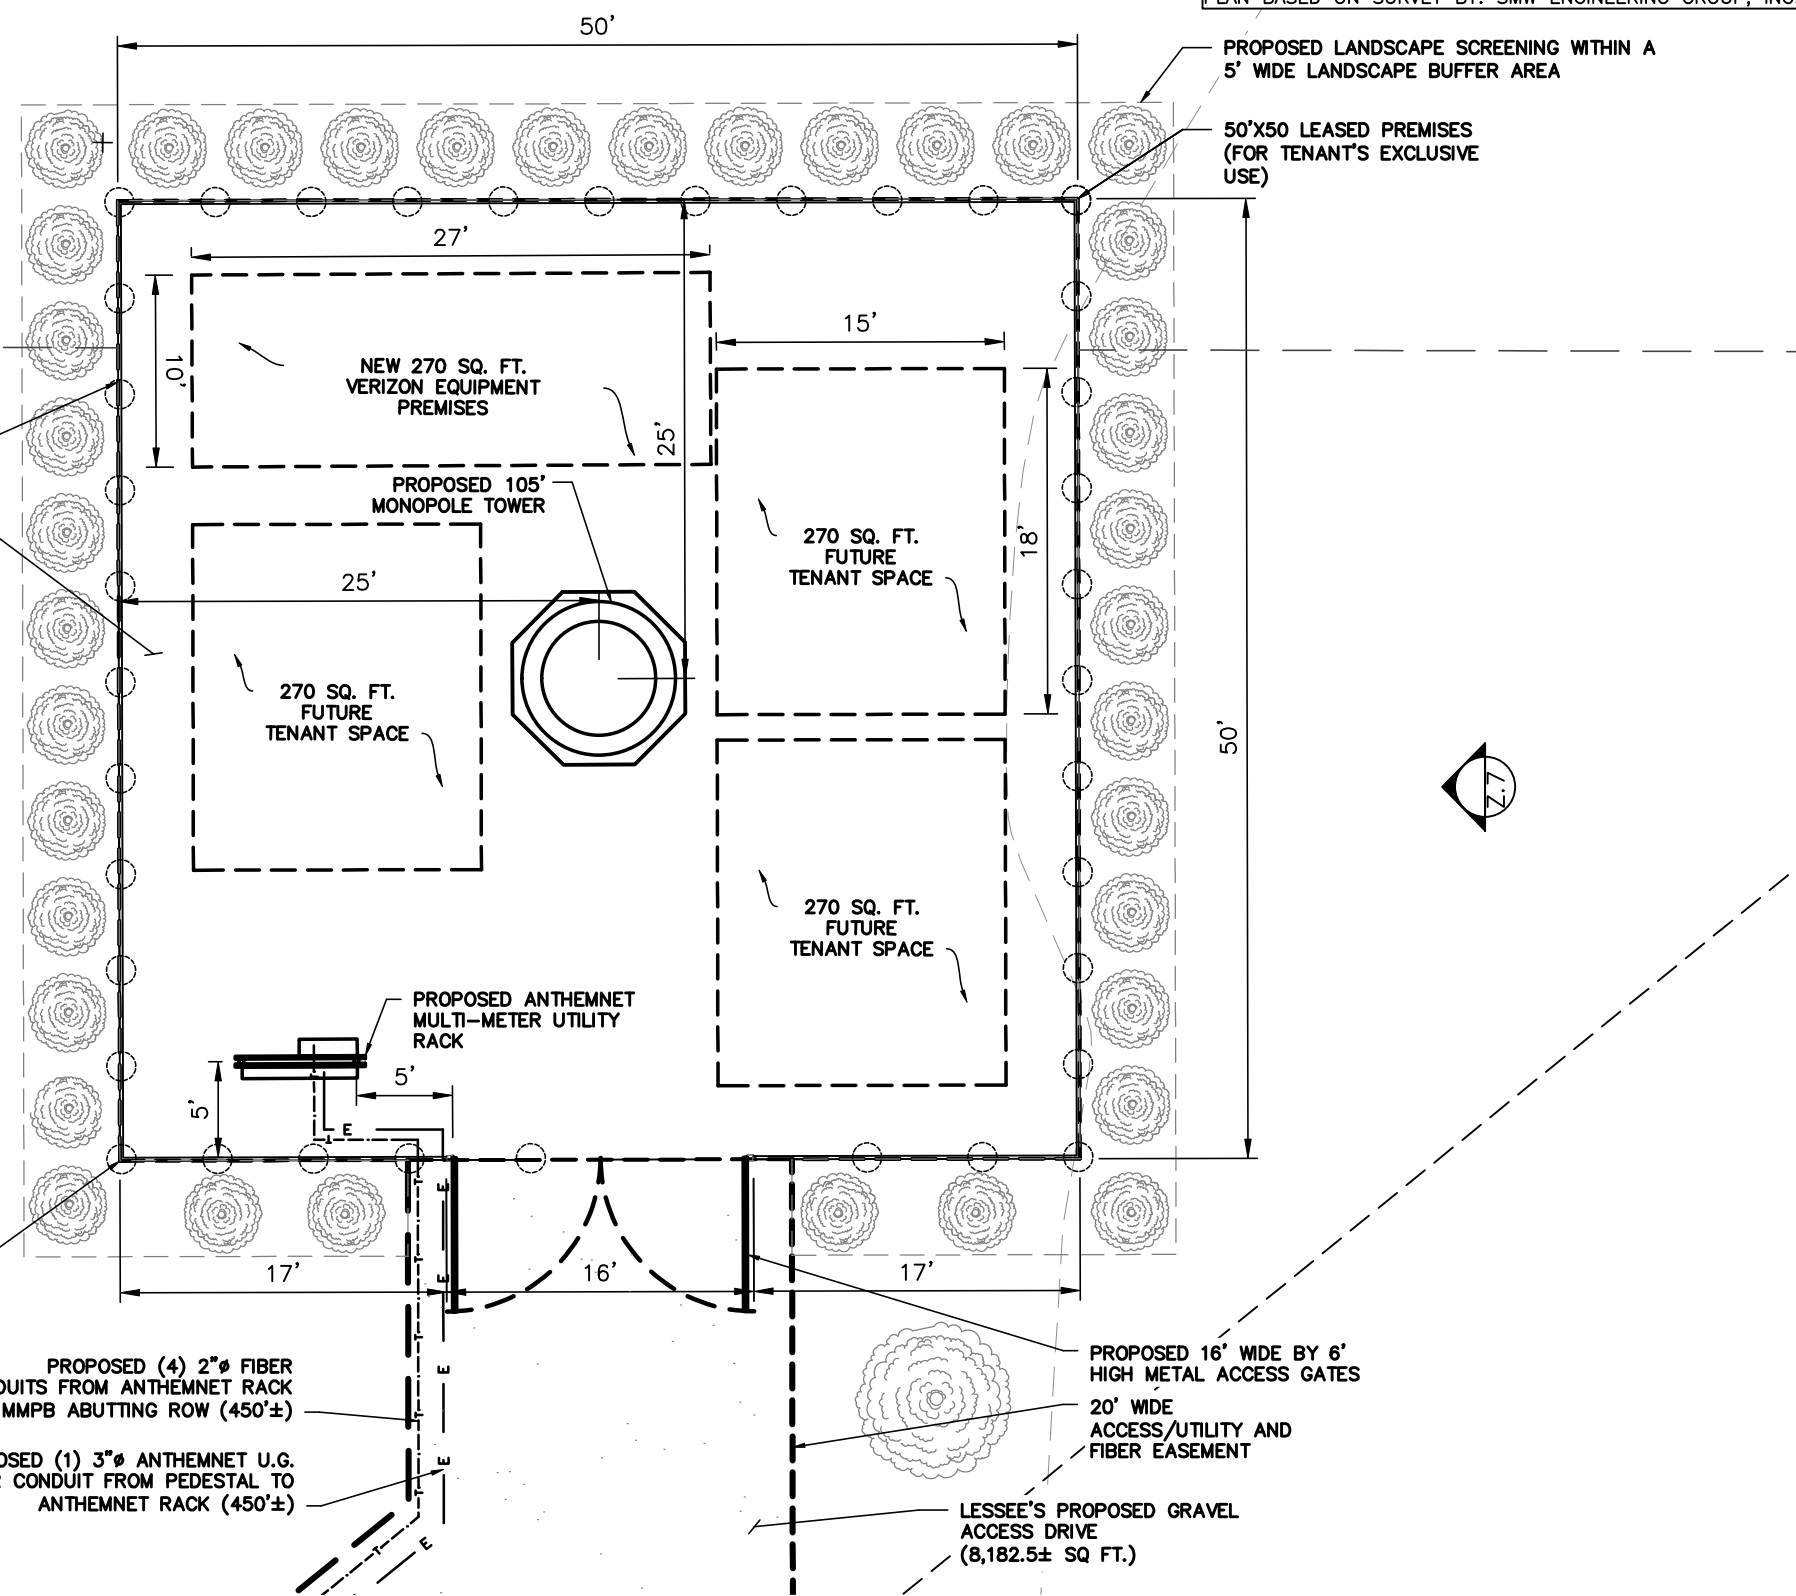 PLAN BASED ON SURVEY BY: SMW ENGINEERING GROUP, INC.
50'
PROPOSED LANDSCAPE SCREENING WITHIN A
5' WIDE LANDSCAPE BUFFER AREA
50'X50 LEASED PREMISES
(FOR TENANT'S EXCLUSIVE
USE)
27'
10'
NEW 270 SQ. FT.
VERIZON EQUIPMENT
PREMISES
25'
15'
18'
PROPOSED 105'
MONOPOLE TOWER
270 SQ. FT.
FUTURE
TENANT SPACE
25'
270 SQ. FT.
FUTURE
TENANT SPACE
50'
Z.7
270 SQ. FT.
FUTURE
TENANT SPACE
PROPOSED ANTHEMNET
MULTI-METER UTILITY
RACK
5'
5'
E
T
E
T
E
T
E
T
E
T
T
E
17'
16'
17'
PROPOSED 16' WIDE BY 6'
HIGH METAL ACCESS GATES
20' WIDE
ACCESS/UTILITY AND
FIBER EASEMENT
PROPOSED (4) 2"ø FIBER
DUITS FROM ANTHEMNET RACK
MMPB ABUTTING ROW (450'±)
OSED (1) 3"ø ANTHEMNET U.G.
CONDUIT FROM PEDESTAL TO
ANTHEMNET RACK (450'±)
LESSEE'S PROPOSED GRAVEL
ACCESS DRIVE
(8,182.5± SQ FT.)